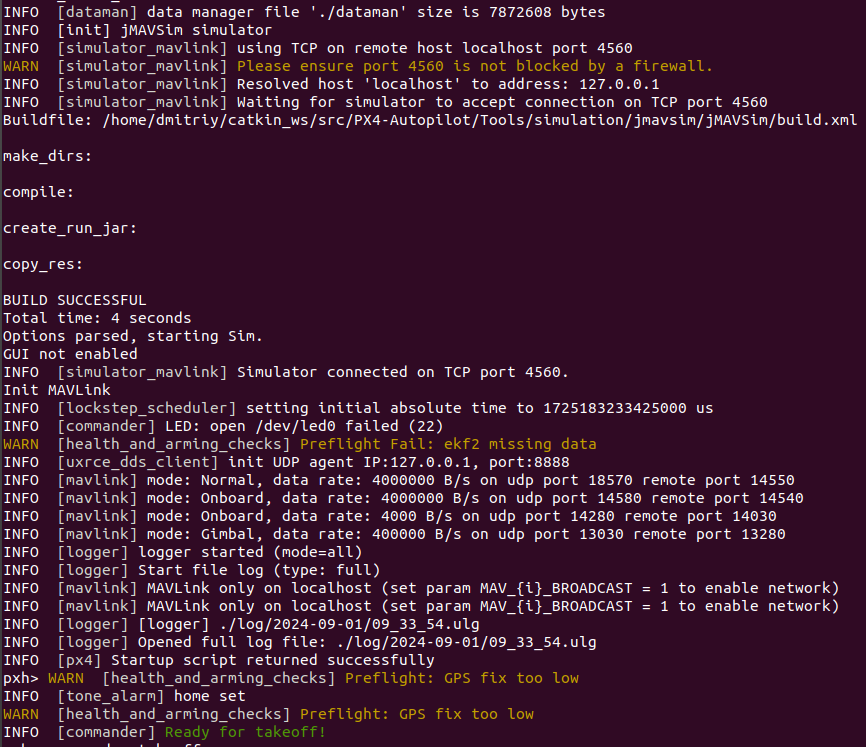 INFO  [dataman] data manager file './dataman' size is 7872608 bytes
INFO  [init] jMAVSim simulator
INFO  [simulator_mavlink] using TCP on remote host localhost port 4560
WARN  [simulator_mavlink] Please ensure port 4560 is not blocked by a firewall.
INFO  [simulator_mavlink] Resolved host 'localhost' to address: 127.0.0.1
INFO  [simulator_mavlink] Waiting for simulator to accept connection on TCP port 4560
Buildfile: /home/dmitriy/catkin_ws/src/PX4-Autopilot/Tools/simulation/jmavsim/jMAVSim/build.xml
make_dirs:
compile:
create_run_jar:
copy_res:
BUILD SUCCESSFUL
Total time: 4 seconds
Options parsed, starting Sim.
GUI not enabled
INFO  [simulator_mavlink] Simulator connected on TCP port 4560.
Init MAVLink
INFO  [lockstep_scheduler] setting initial absolute time to 1725183233425000 us
INFO  [commander] LED: open /dev/led0 failed (22)
WARN  [health_and_arming_checks] Preflight Fail: ekf2 missing data
INFO  [uxrce_dds_client] init UDP agent IP:127.0.0.1, port:8888
INFO  [mavlink] mode: Normal, data rate: 4000000 B/s on udp port 18570 remote port 14550
INFO  [mavlink] mode: Onboard, data rate: 4000000 B/s on udp port 14580 remote port 14540
INFO  [mavlink] mode: Onboard, data rate: 4000 B/s on udp port 14280 remote port 14030
INFO  [mavlink] mode: Gimbal, data rate: 400000 B/s on udp port 13030 remote port 13280
INFO  [logger] logger started (mode=all)
INFO  [logger] Start file log (type: full)
INFO  [mavlink] MAVLink only on localhost (set param MAV_{i}_BROADCAST = 1 to enable network)
INFO  [mavlink] MAVLink only on localhost (set param MAV_{i}_BROADCAST = 1 to enable network)
INFO  [logger] [logger] ./log/2024-09-01/09_33_54.ulg
INFO  [logger] Opened full log file: ./log/2024-09-01/09_33_54.ulg
INFO  [px4] Startup script returned successfully
pxh> WARN  [health_and_arming_checks] Preflight: GPS fix too low
INFO  [tone_alarm] home set
WARN  [health_and_arming_checks] Preflight: GPS fix too low
INFO  [commander] Ready for takeoff!